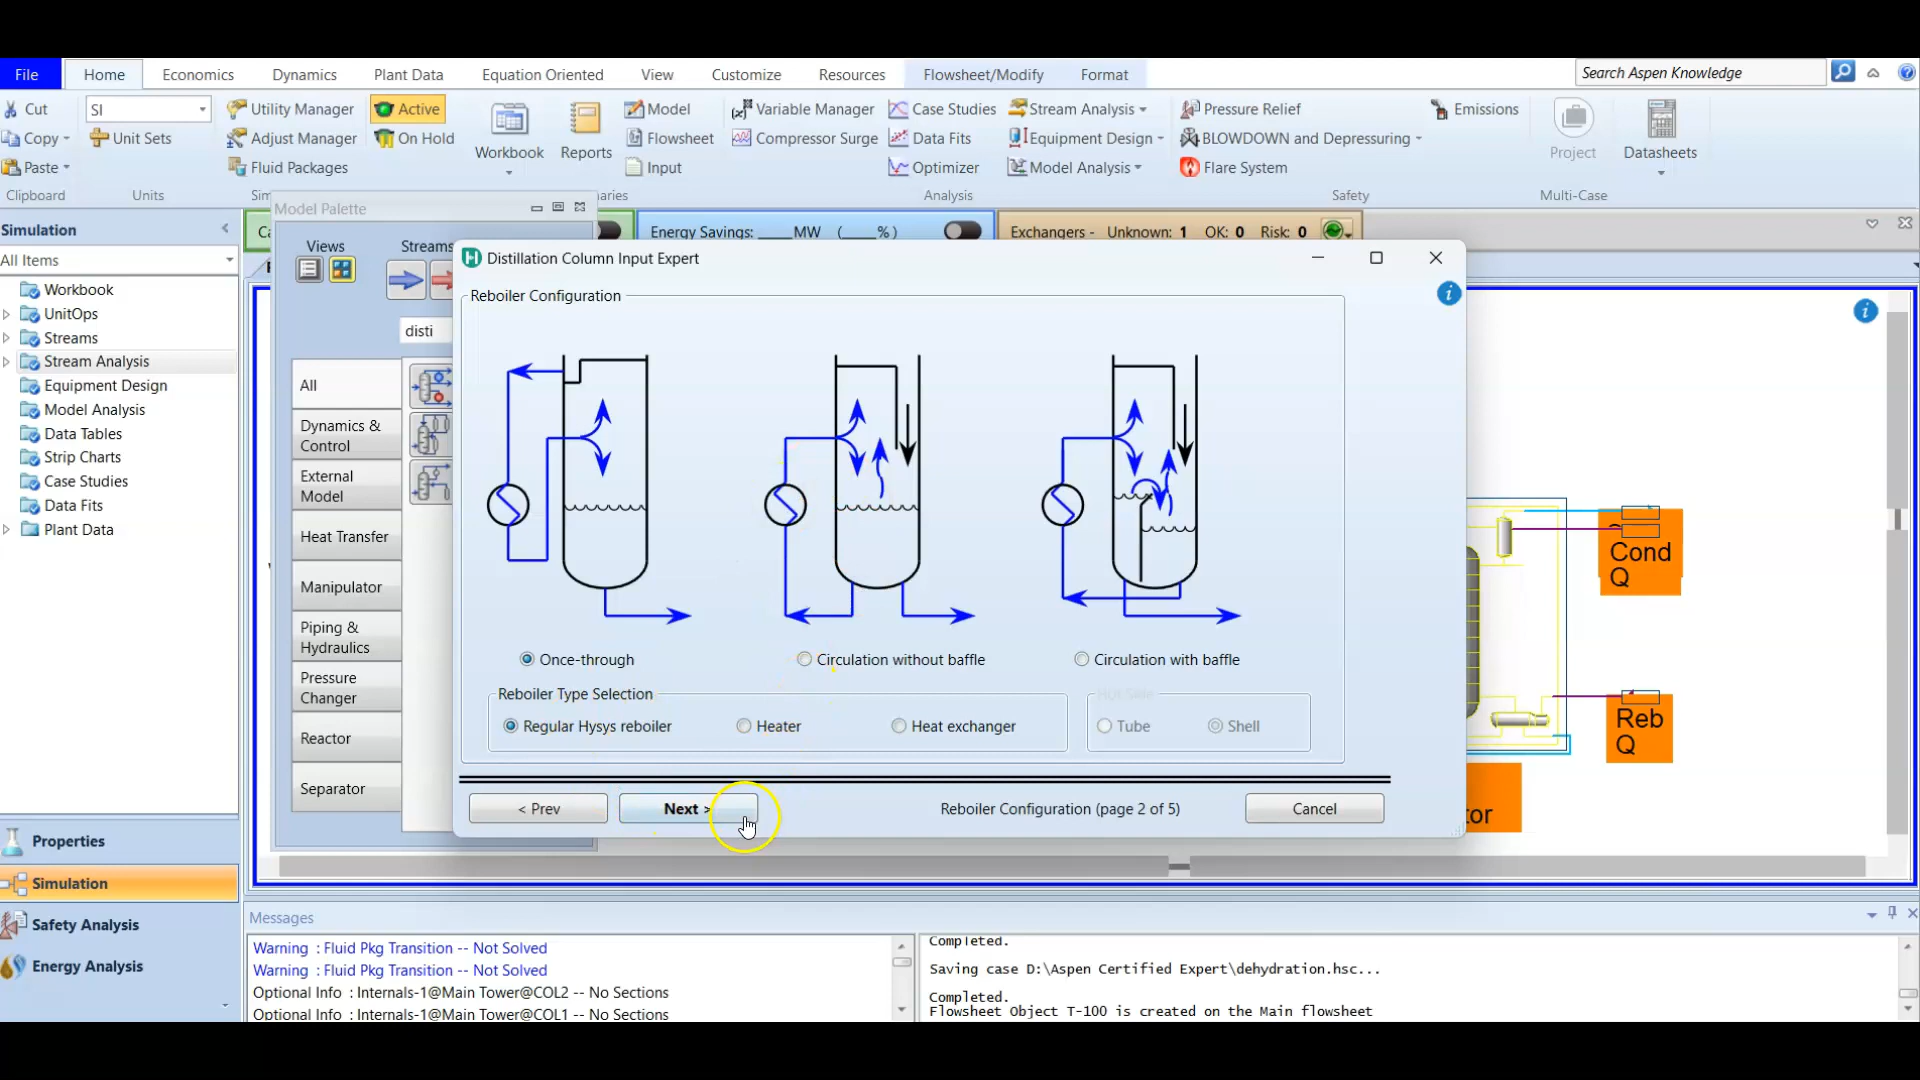 File Home Economics Dynamics Plant Data Equation Oriented View Customize Resources Flowsheet/Modify Format Search Aspen Knowledge
Cut SI Utility Manager Active Model Variable Manager Case Studies Stream Analysis Pressure Relief Emissions
Copy Unit Sets Adjust Manager On Hold Workbook Reports Flowsheet Compressor Surge Data Fits Equipment Design BLOWDOWN and Depressuring Project Datasheets
Paste Fluid Packages Input Optimizer Model Analysis Flare System
Clipboard Units Analysis Safety Multi-Case
Model Palette
Simulation
Energy Savings: ____ MW (____%) Exchangers - Unknown: 1 OK: 0 Risk: 0
All Items
Views Streams
Distillation Column Input Expert
Reboiler Configuration
Workbook
UnitOps
Streams
Stream Analysis
Equipment Design
Model Analysis
Data Tables
Strip Charts
Case Studies
Data Fits
Plant Data
disti
All
Dynamics &
Control
External
Model
Heat Transfer
Manipulator
Piping &
Hydraulics
Pressure
Changer
Reactor
Separator
Once-through Circulation without baffle Circulation with baffle
Reboiler Type Selection
Regular Hysys reboiler Heater Heat exchanger Tube Shell
< Prev Next > Reboiler Configuration (page 2 of 5) Cancel
Cond
Q
Reb
Q
tor
Properties
Simulation
Safety Analysis
Energy Analysis
Messages
Warning : Fluid Pkg Transition -- Not Solved
Warning : Fluid Pkg Transition -- Not Solved
Optional Info : Internals-1@Main Tower@COL2 -- No Sections
Optional Info : Internals-1@Main Tower@COL1 -- No Sections
Completed.
Saving case D:\Aspen Certified Expert\dehydration.hsc...
Completed.
Flowsheet Object T-100 is created on the Main flowsheet